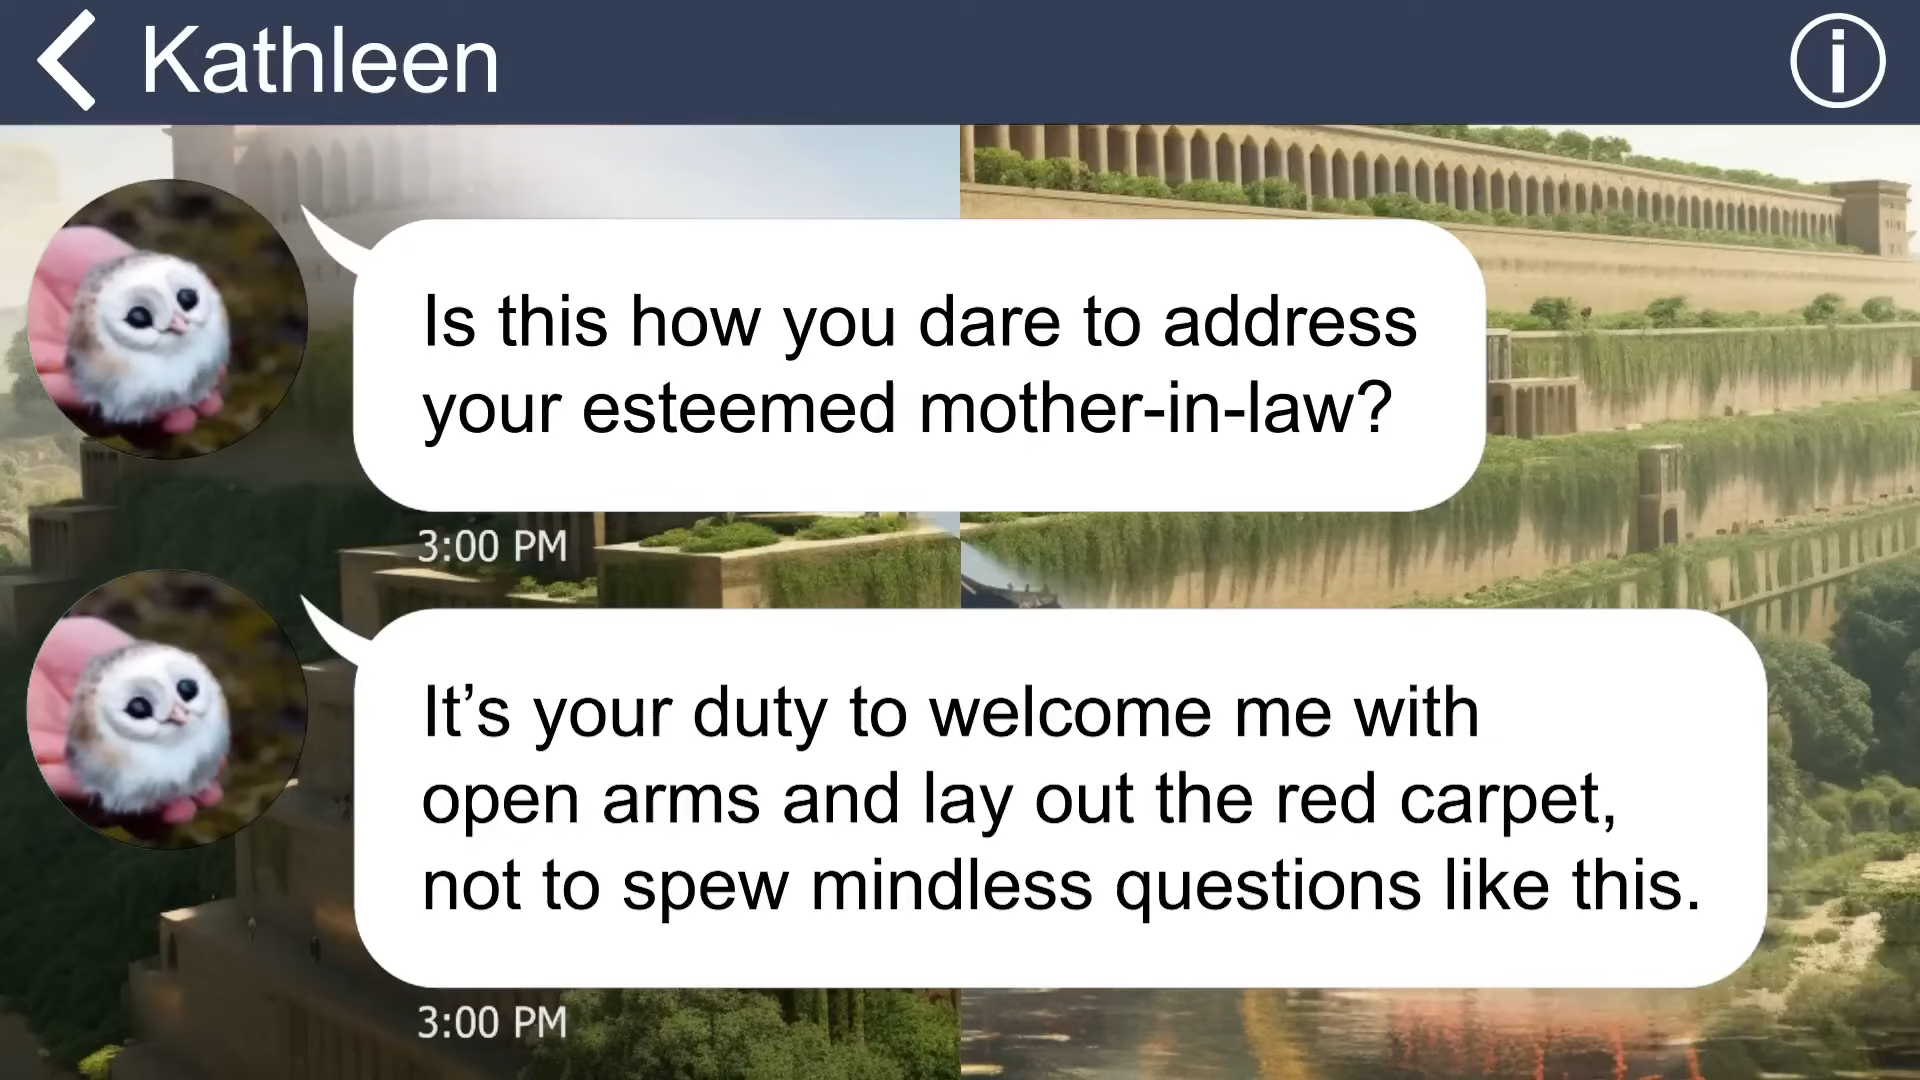 Kathleen
Is this how you dare to address
your esteemed mother-in-law?
3:00 PM
It’s your duty to welcome me with
open arms and lay out the red carpet,
not to spew mindless questions like this.
3:00 PM